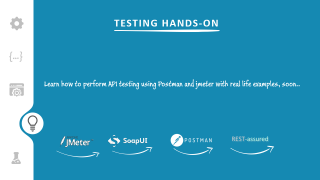 TESTING HANDS-ON
{...}
Learn how to perform API testing using Postman and jmeter with real life examples, soon..
JMeter SoapUI POSTMAN REST-assured